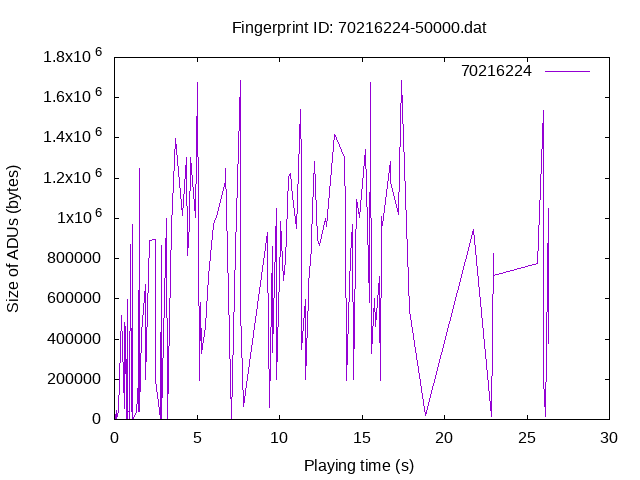 Fingerprint ID: 70216224-50000.dat
70216224
Size of ADUs (bytes)
1.8x10^6
1.6x10^6
1.4x10^6
1.2x10^6
1x10^6
800000
600000
400000
200000
0
0 5 10 15 20 25 30
Playing time (s)